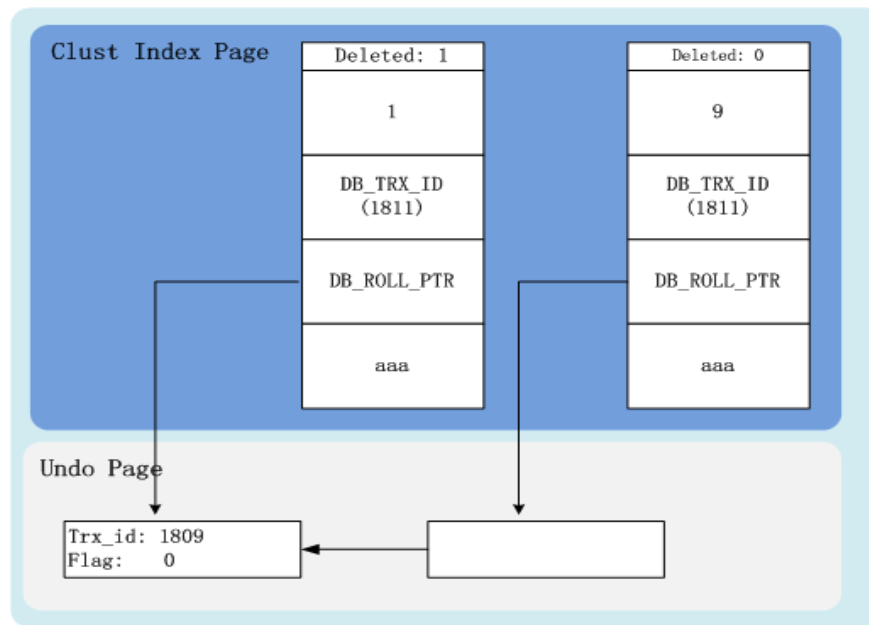 Clust Index Page
Deleted: 1
1
DB_TRX_ID
(1811)
DB_ROLL_PTR
aaa
Deleted: 0
9
DB_TRX_ID
(1811)
DB_ROLL_PTR
aaa
Undo Page
Trx_id: 1809
Flag: 0